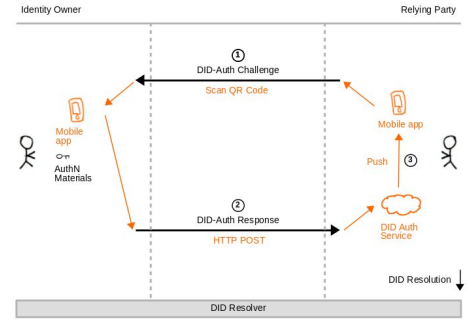 Identity Owner
Relying Party
1
DID-Auth Challenge
Scan QR Code
Mobile app
Mobile
app
AuthN
Materials
Push
3
2
DID-Auth Response
HTTP POST
DID Auth
Service
DID Resolution
DID Resolver